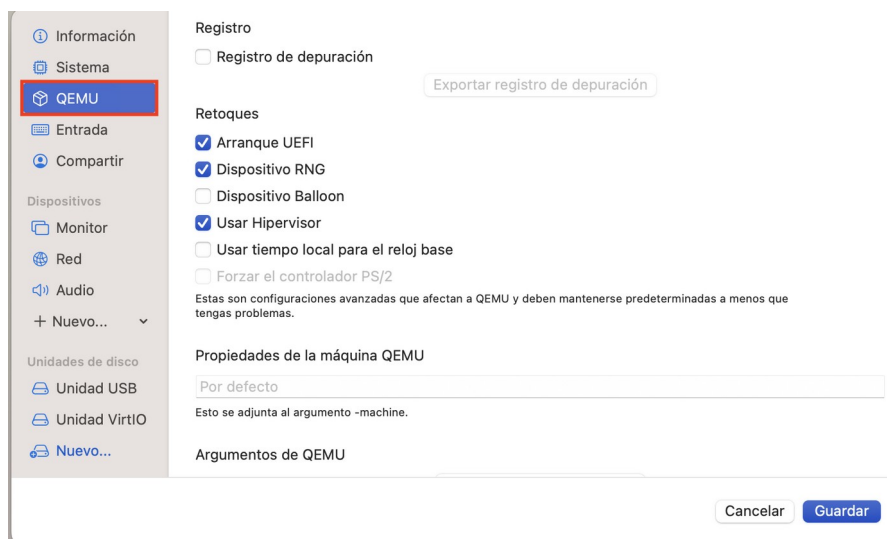 Información
Sistema
QEMU
Entrada
Compartir
Dispositivos
Monitor
Red
Audio
+ Nuevo...
Unidades de disco
Unidad USB
Unidad VirtIO
Nuevo...
Registro
Registro de depuración
Exportar registro de depuración
Retoques
Arranque UEFI
Dispositivo RNG
Dispositivo Balloon
Usar Hipervisor
Usar tiempo local para el reloj base
Forzar el controlador PS/2
Estas son configuraciones avanzadas que afectan a QEMU y deben mantenerse predeterminadas a menos que
tengas problemas.
Propiedades de la máquina QEMU
Por defecto
Esto se adjunta al argumento -machine.
Argumentos de QEMU
Cancelar
Guardar